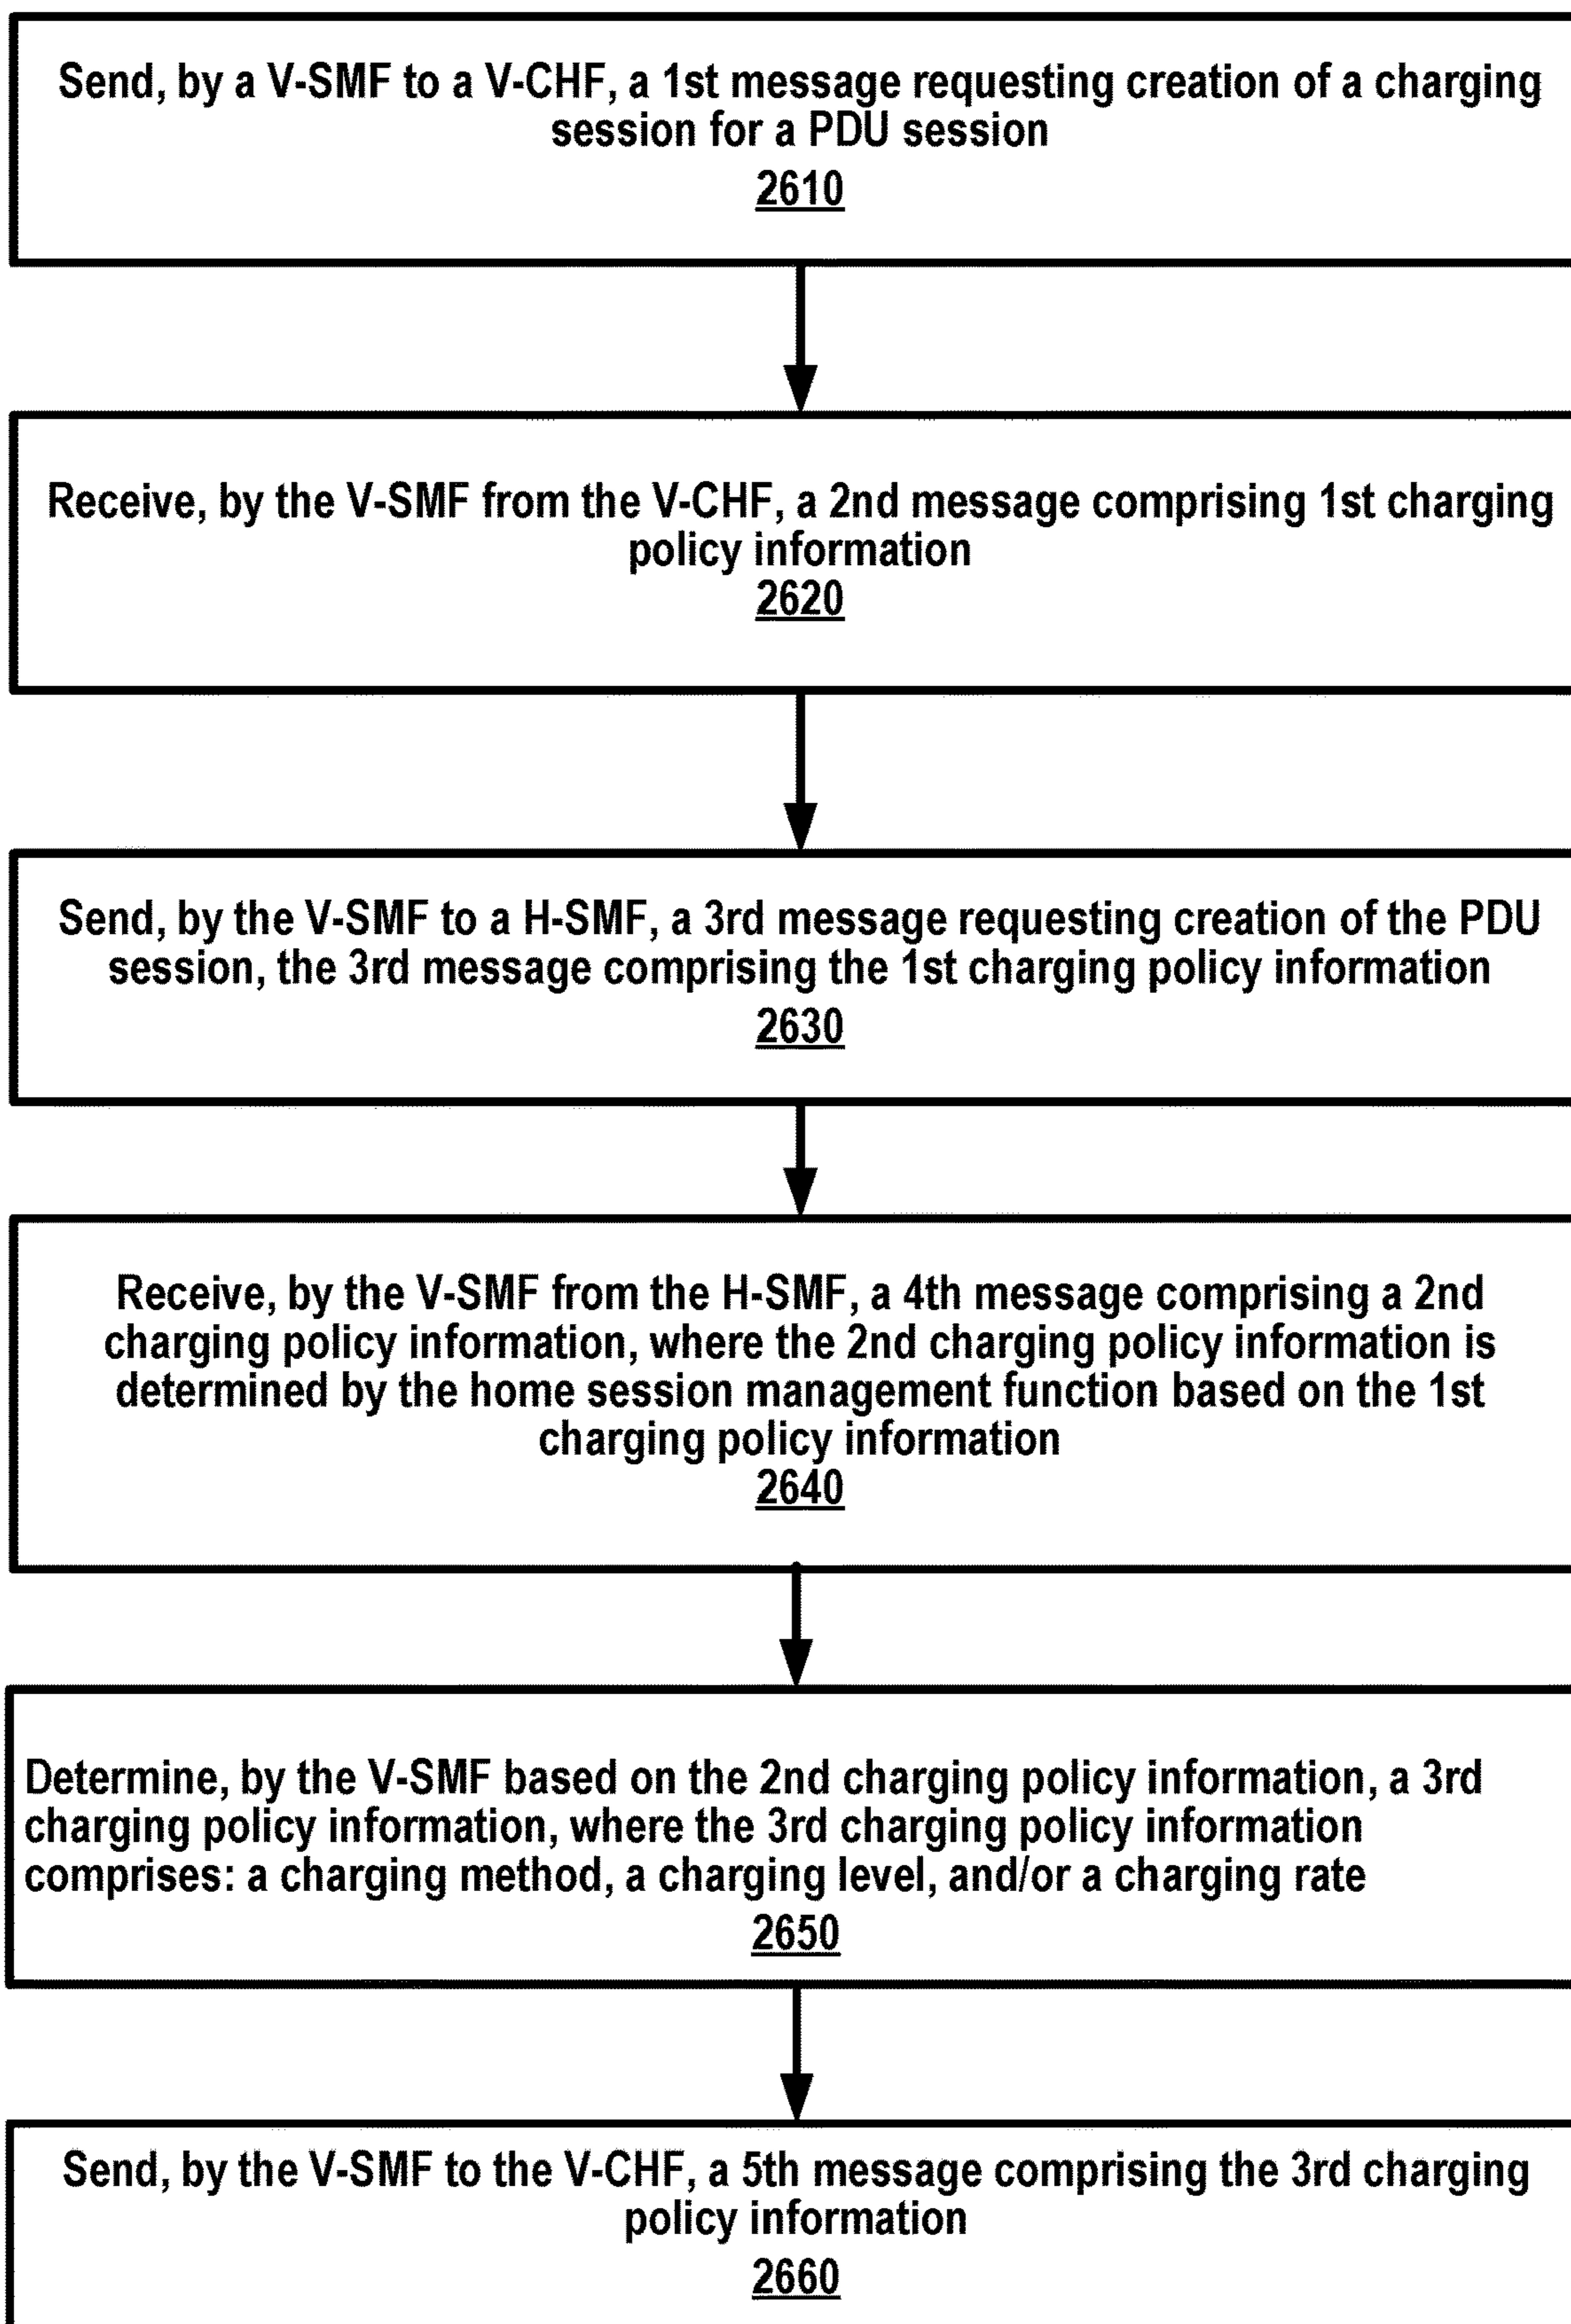 Send, by a V-SMF to a V-CHF, a 1st message requesting creation of a charging
session for a PDU session
2610
Receive, by the V-SMF from the V-CHF, a 2nd message comprising 1st charging
policy information
2620
Send, by the V-SMF to a H-SMF, a 3rd message requesting creation of the PDU
session, the 3rd message comprising the 1st charging policy information
2630
Receive, by the V-SMF from the H-SMF, a 4th message comprising a 2nd
charging policy information, where the 2nd charging policy information is
determined by the home session management function based on the 1st
charging policy information
2640
Determine, by the V-SMF based on the 2nd charging policy information, a 3rd
charging policy information, where the 3rd charging policy information
comprises: a charging method, a charging level, and/or a charging rate
2650
Send, by the V-SMF to the V-CHF, a 5th message comprising the 3rd charging
policy information
2660